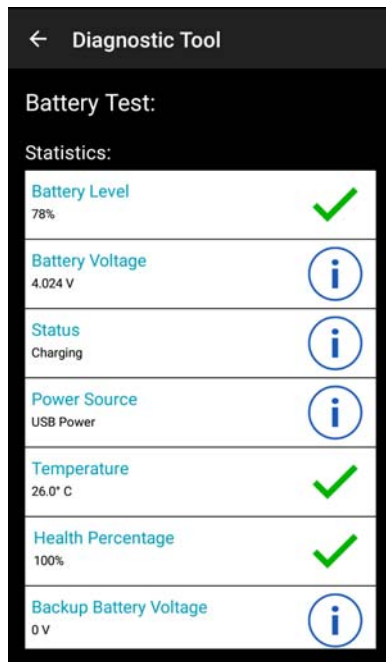 Diagnostic Tool
Battery Test:
Statistics:
Battery Level
78%
Battery Voltage
4.024 V
Status
Charging
Power Source
USB Power
Temperature
26.0° C
Health Percentage
100%
Backup Battery Voltage
0 V